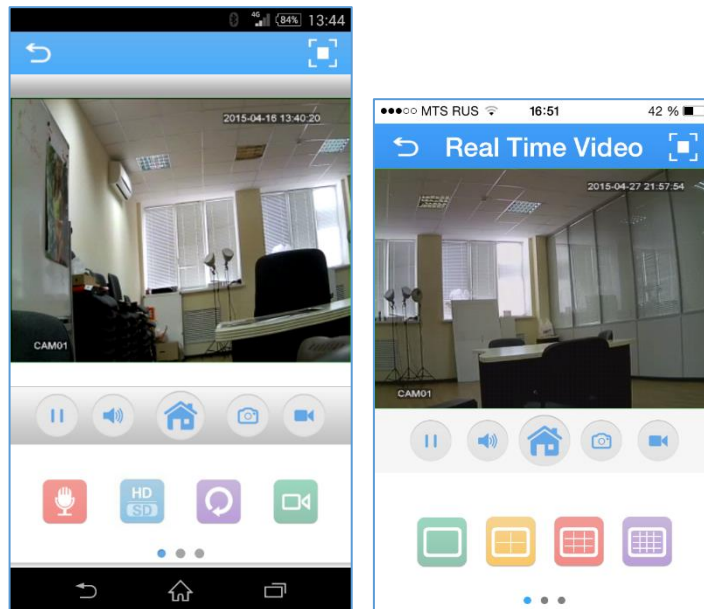 4G 84% 13:44
2015-04-16 13:40:20
CAM01
HD
SD
MTS RUS 16:51 42 %
Real Time Video
2015-04-27 21:57:54
CAM01